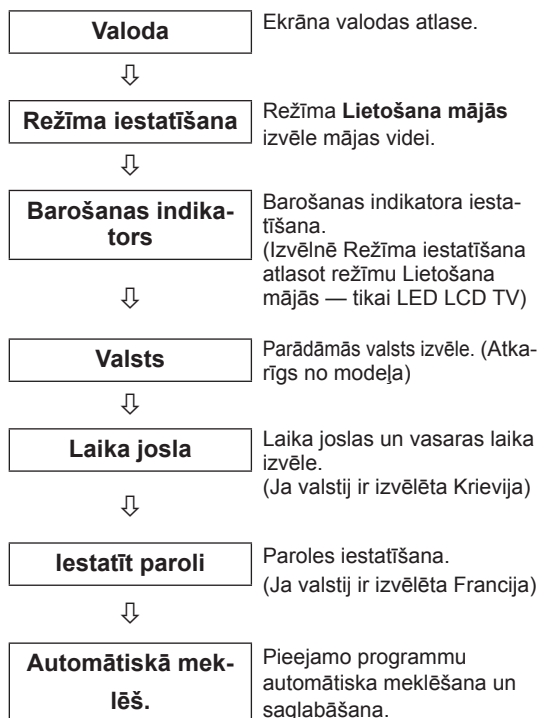 Valoda
Ekrāna valodas atlase.
⇩
Režīma iestatīšana
Režīma Lietošana mājās
izvēle mājas videi.
⇩
Barošanas indika-
tors
Barošanas indikatora iesta-
tīšana.
(Izvēlnē Režīma iestatīšana
atlasot režīmu Lietošana
mājās — tikai LED LCD TV)
⇩
Valsts
Parādāmās valsts izvēle. (Atka-
rīgs no modeļa)
⇩
Laika josla
Laika joslas un vasaras laika
izvēle.
(Ja valstij ir izvēlēta Krievija)
⇩
Iestatīt paroli
Paroles iestatīšana.
(Ja valstij ir izvēlēta Francija)
⇩
Automātiskā mek-
lēš.
Pieejamo programmu
automātiska meklēšana un
saglabāšana.